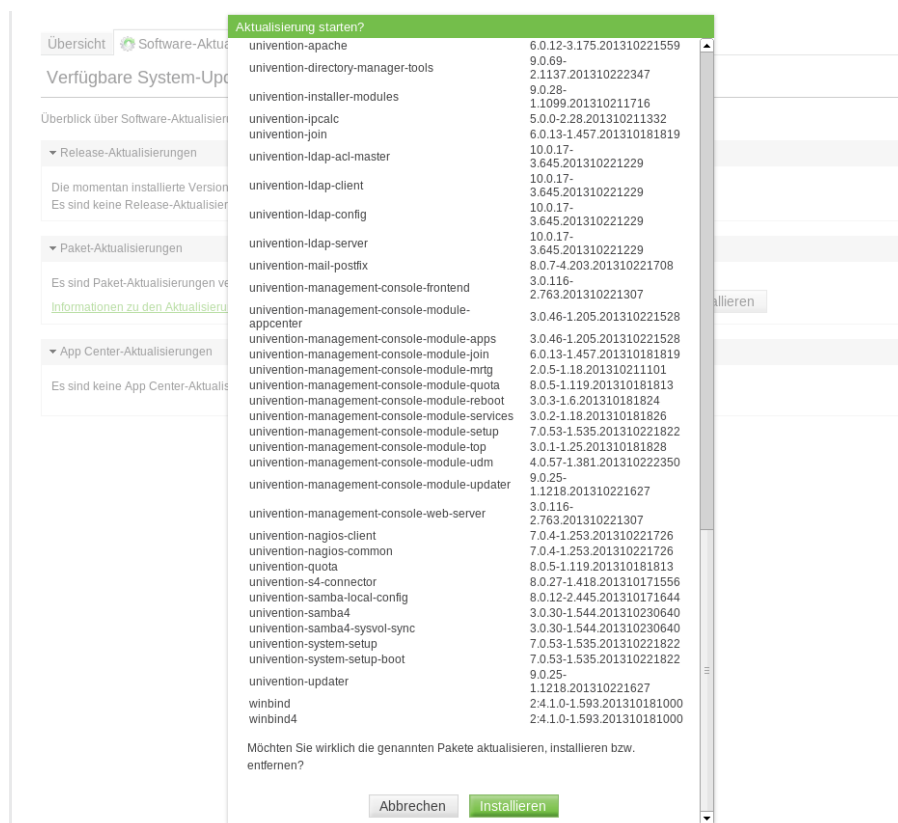 Aktualisierung starten?
Übersicht
Software-Aktua
Verfügbare System-Upd
Überblick über Software-Aktualisieru
Release-Aktualisierungen
Die momentan installierte Version
Es sind keine Release-Aktualisier
Paket-Aktualisierungen
Es sind Paket-Aktualisierungen ve
Informationen zu den Aktualisieru
allieren
App Center-Aktualisierungen
Es sind keine App Center-Aktualis
univention-apache 6.0.12-3.175.201310221559
univention-directory-manager-tools 9.0.69-
2.1137.201310222347
univention-installer-modules 9.0.28-
1.1099.201310211716
univention-ipcalc 5.0.0-2.28.201310211332
univention-join 6.0.13-1.457.201310181819
univention-ldap-acl-master 10.0.17-
3.645.201310221229
univention-ldap-client 10.0.17-
3.645.201310221229
univention-ldap-config 10.0.17-
3.645.201310221229
univention-ldap-server 10.0.17-
3.645.201310221229
univention-mail-postfix 8.0.7-4.203.201310221708
univention-management-console-frontend 3.0.116-
2.763.201310221307
univention-management-console-module-
appcenter 3.0.46-1.205.201310221528
univention-management-console-module-apps 3.0.46-1.205.201310221528
univention-management-console-module-join 6.0.13-1.457.201310181819
univention-management-console-module-mrtg 2.0.5-1.18.201310211101
univention-management-console-module-quota 8.0.5-1.119.201310181813
univention-management-console-module-reboot 3.0.3-1.6.201310181824
univention-management-console-module-services 3.0.2-1.18.201310181826
univention-management-console-module-setup 7.0.53-1.535.201310221822
univention-management-console-module-top 3.0.1-1.25.201310181828
univention-management-console-module-udm 4.0.57-1.381.201310222350
univention-management-console-module-updater 9.0.25-
1.1218.201310221627
univention-management-console-web-server 3.0.116-
2.763.201310221307
univention-nagios-client 7.0.4-1.253.201310221726
univention-nagios-common 7.0.4-1.253.201310221726
univention-quota 8.0.5-1.119.201310181813
univention-s4-connector 8.0.27-1.418.201310171556
univention-samba-local-config 8.0.12-2.445.201310171644
univention-samba4 3.0.30-1.544.201310230640
univention-samba4-sysvol-sync 3.0.30-1.544.201310230640
univention-system-setup 7.0.53-1.535.201310221822
univention-system-setup-boot 7.0.53-1.535.201310221822
univention-updater 9.0.25-
1.1218.201310221627
winbind 2:4.1.0-1.593.201310181000
winbind4 2:4.1.0-1.593.201310181000
Möchten Sie wirklich die genannten Pakete aktualisieren, installieren bzw.
entfernen?
Abbrechen
Installieren